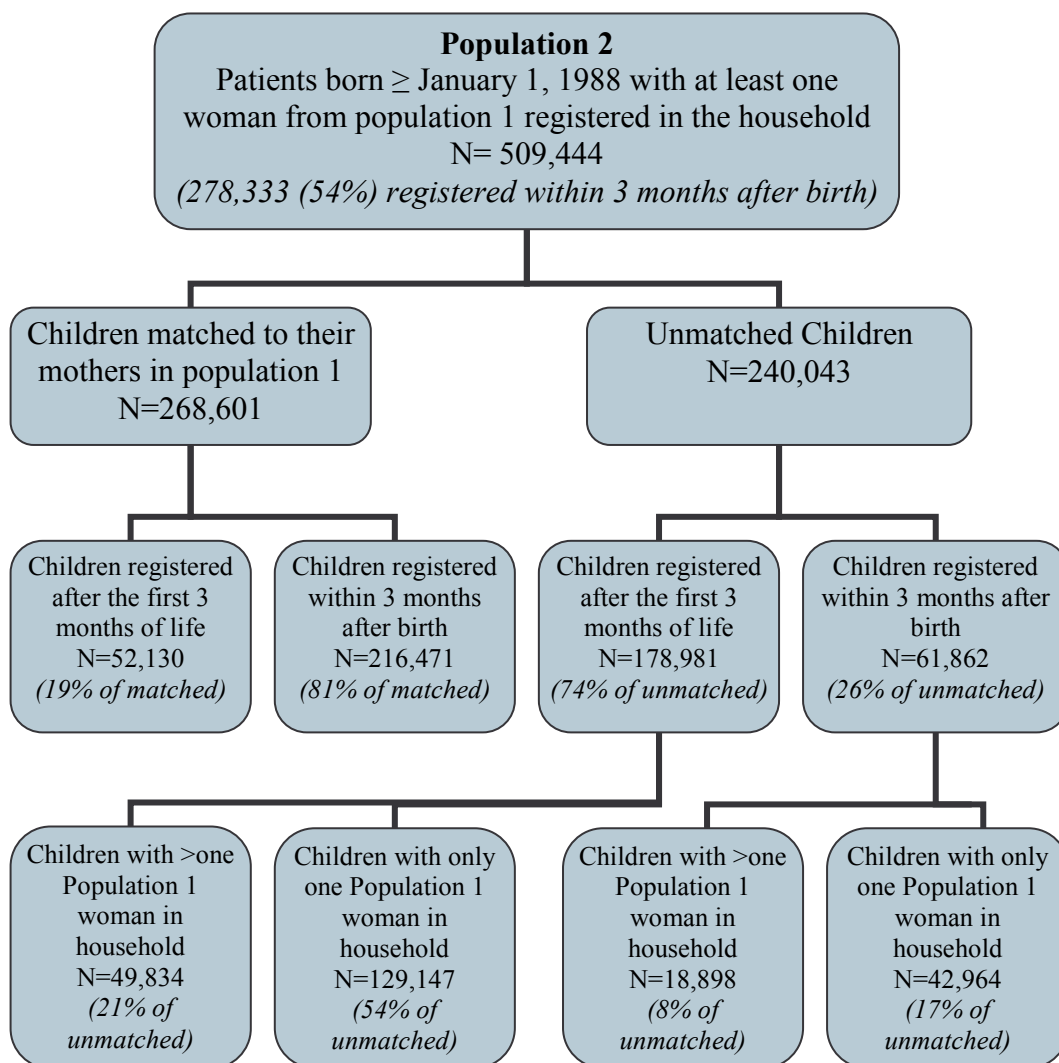 Population 2
Patients born ≥ January 1, 1988 with at least one
woman from population 1 registered in the household
N= 509,444
(278,333 (54%) registered within 3 months after birth)
Children matched to their
mothers in population 1
N=268,601
Unmatched Children
N=240,043
Children registered
after the first 3
months of life
N=52,130
(19% of matched)
Children registered
within 3 months
after birth
N=216,471
(81% of matched)
Children registered
after the first 3
months of life
N=178,981
(74% of unmatched)
Children registered
within 3 months after
birth
N=61,862
(26% of unmatched)
Children with >one
Population 1
woman in
household
N=49,834
(21% of
unmatched)
Children with only
one Population 1
woman in
household
N=129,147
(54% of
unmatched)
Children with >one
Population 1
woman in
household
N=18,898
(8% of
unmatched)
Children with only
one Population 1
woman in
household
N=42,964
(17% of
unmatched)